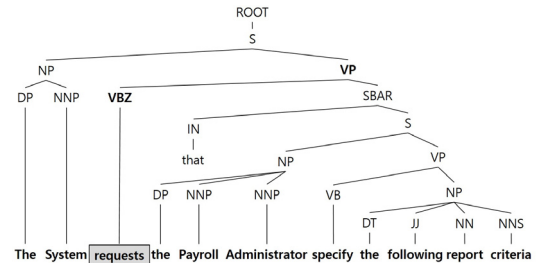 ROOT
S
NP VP
DP NNP VBZ SBAR
IN S
that NP VP
DP NNP NNP VB NP
DT JJ NN NNS
The System requests the Payroll Administrator specify the following report criteria